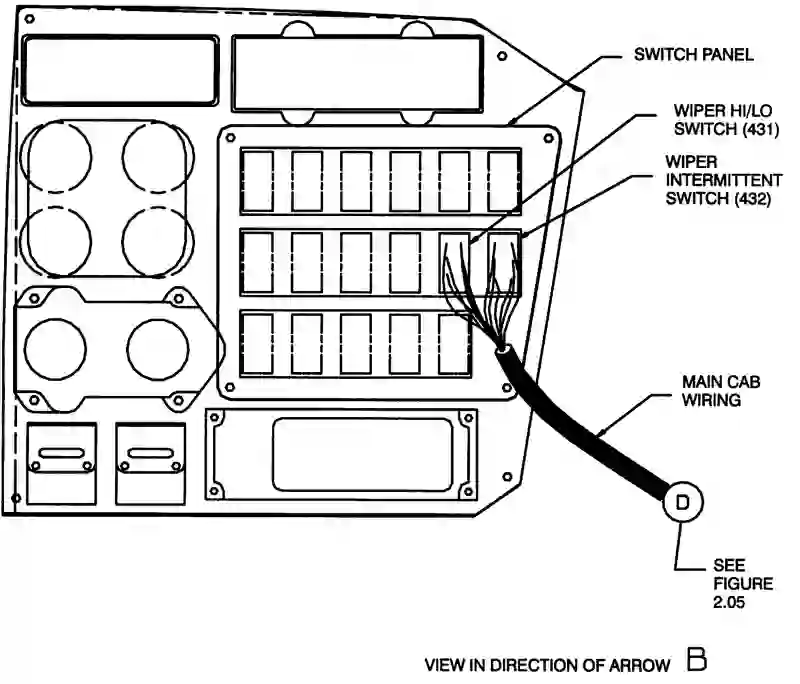 SWITCH PANEL
WIPER HI/LO
SWITCH (431)
WIPER
INTERMITTENT
SWITCH (432)
MAIN CAB
WIRING
D
SEE
FIGURE
2.05
VIEW IN DIRECTION OF ARROW B